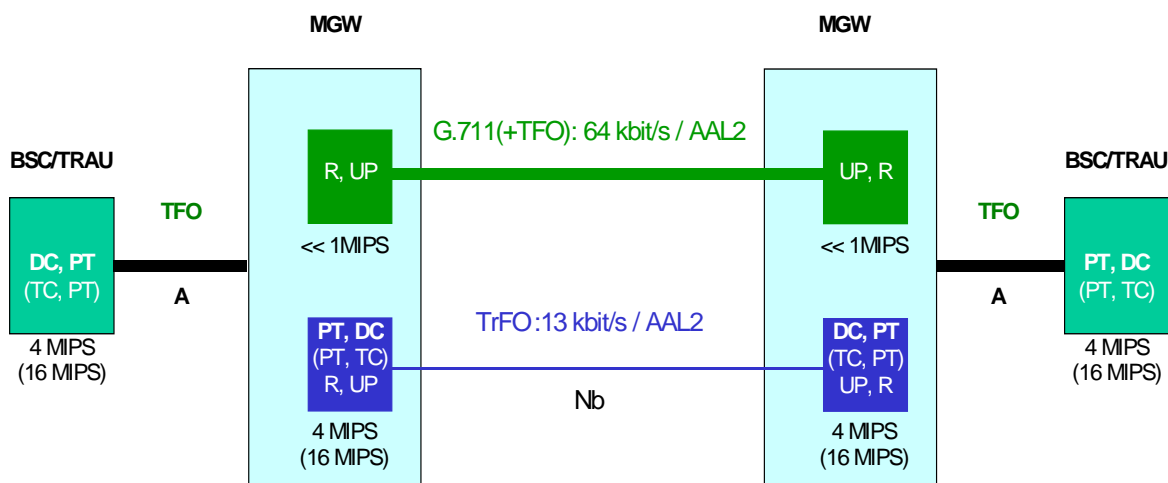 MGW
MGW
G.711(+TFO): 64 kbit/s / AAL2
BSC/TRAU
BSC/TRAU
R, UP
UP, R
TFO
TFO
<< 1MIPS
<< 1MIPS
DC, PT
(TC, PT)
PT, DC
(PT, TC)
A
A
TrFO:13 kbit/s / AAL2
PT, DC
(PT, TC)
R, UP
DC, PT
(TC, PT)
UP, R
4 MIPS
(16 MIPS)
4 MIPS
(16 MIPS)
Nb
4 MIPS
(16 MIPS)
4 MIPS
(16 MIPS)